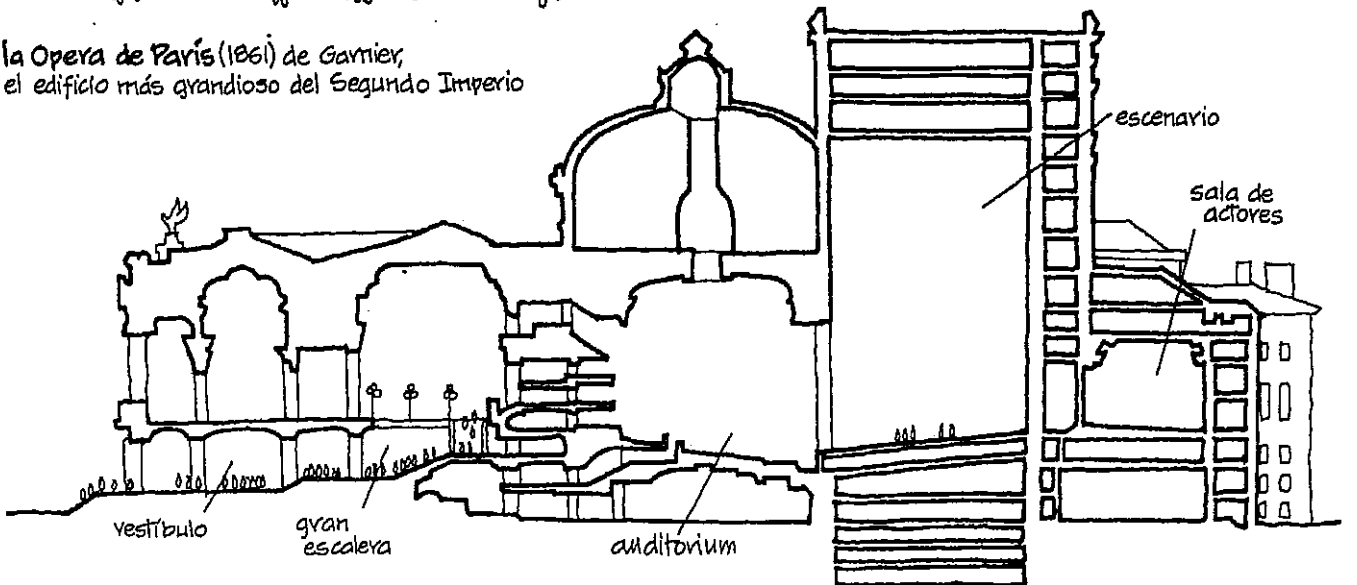 la Opera de París (1861) de Garnier,
el edificio más grandioso del Segundo Imperio
escenario
sala de
actores
vestíbulo
gran
escalera
auditorium